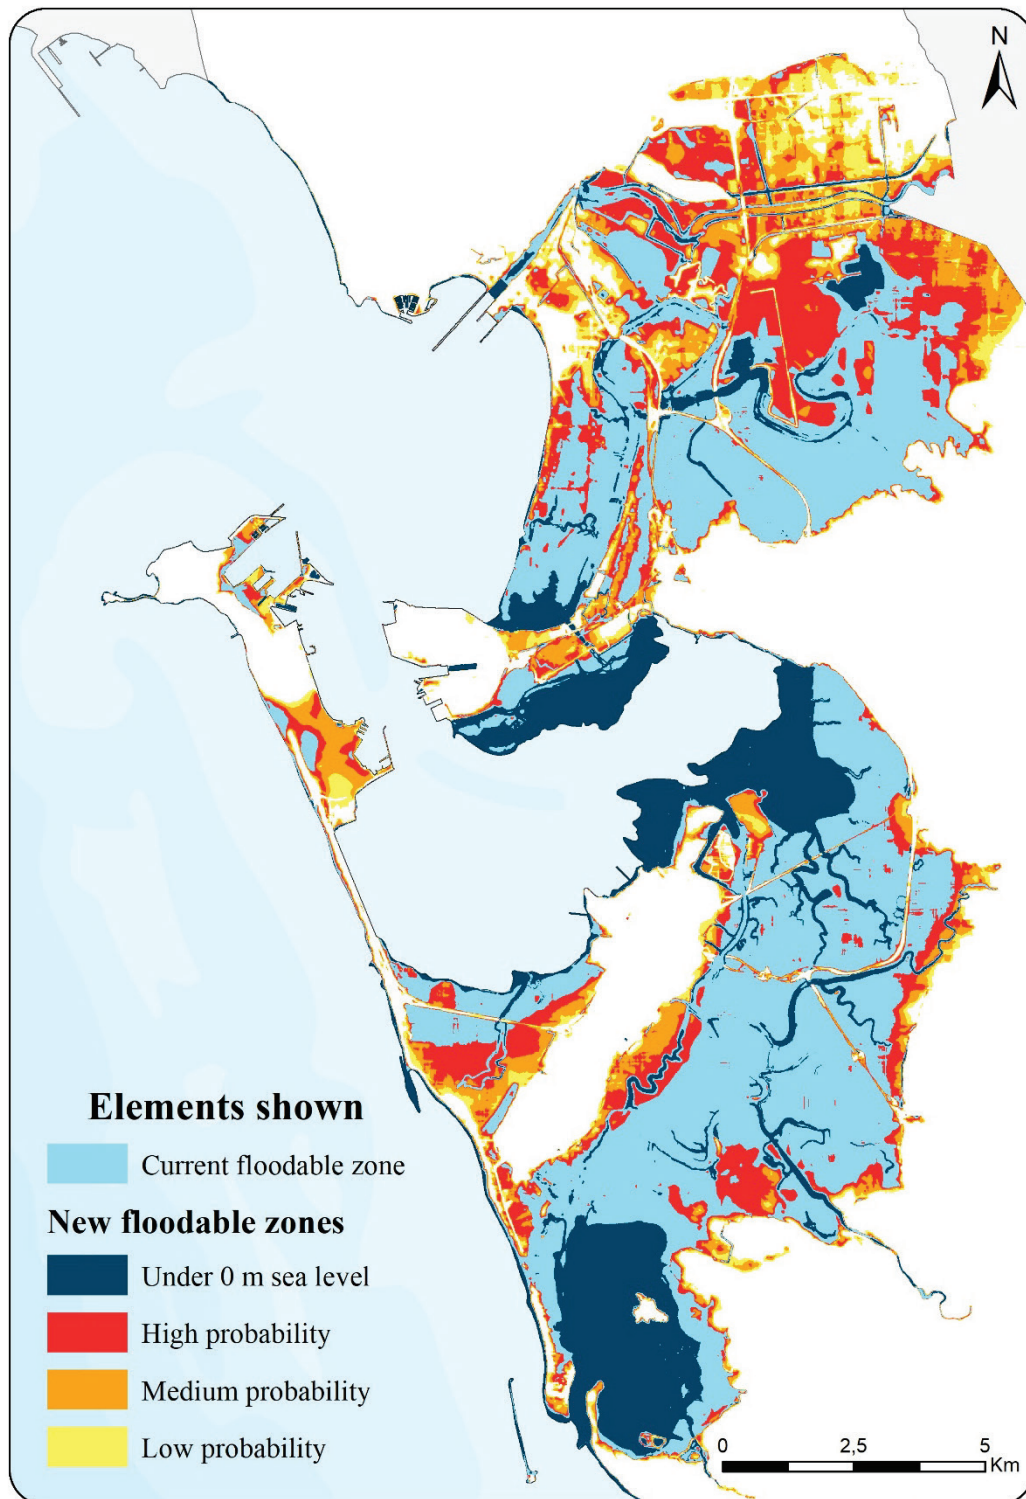 N
Elements shown
Current floodable zone
New floodable zones
Under 0 m sea level
High probability
Medium probability
Low probability
0 2,5 5
Km